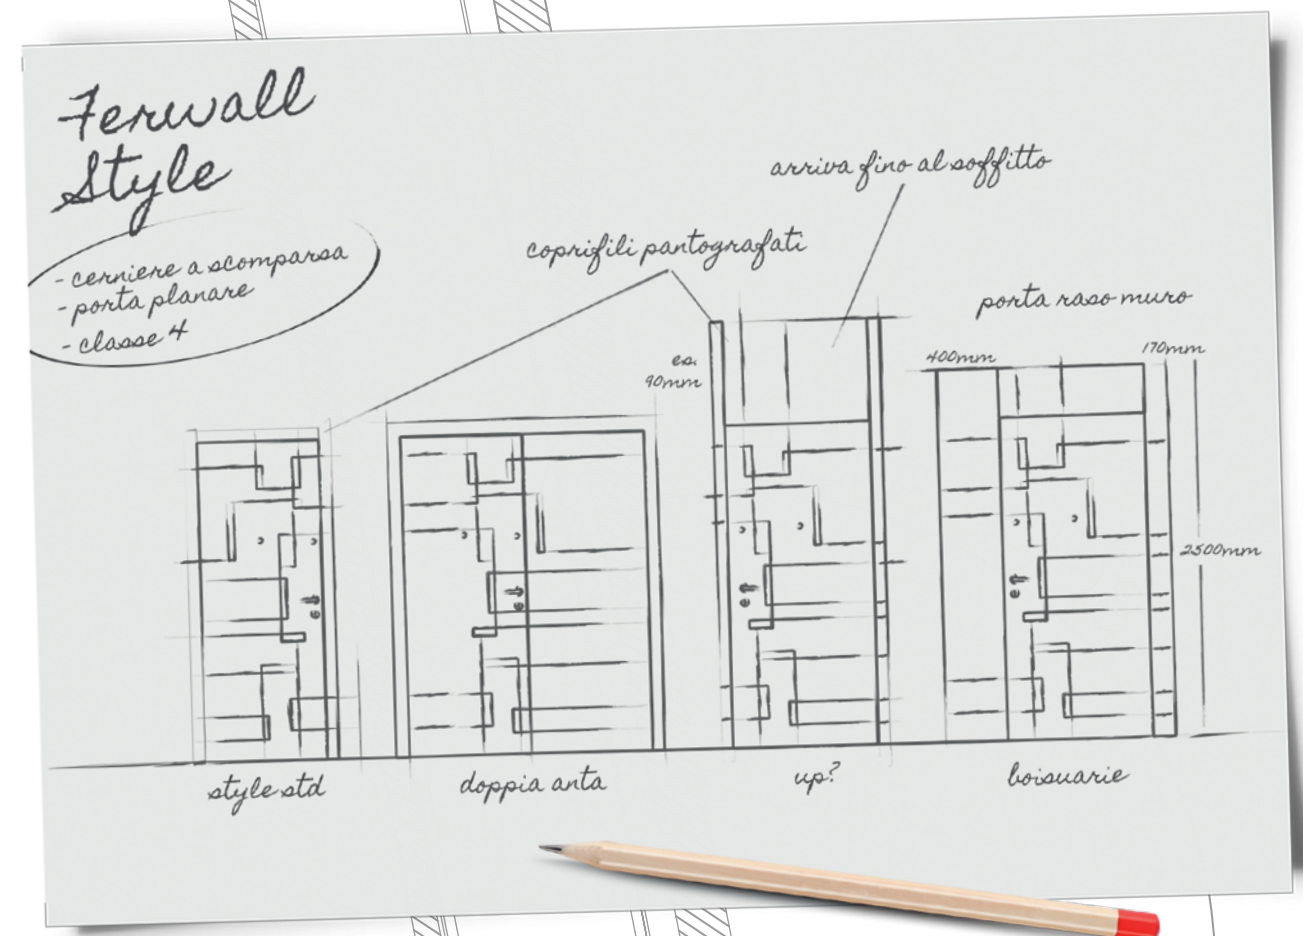 Ferwall
Style
- cerniere a scomparsa
- porta planare
- classe 4
arriva fino al soffitto
coprifili pantografati
porta raso muro
es.
90mm
400mm
170mm
2500mm
style std
doppia anta
up?
boisuarie